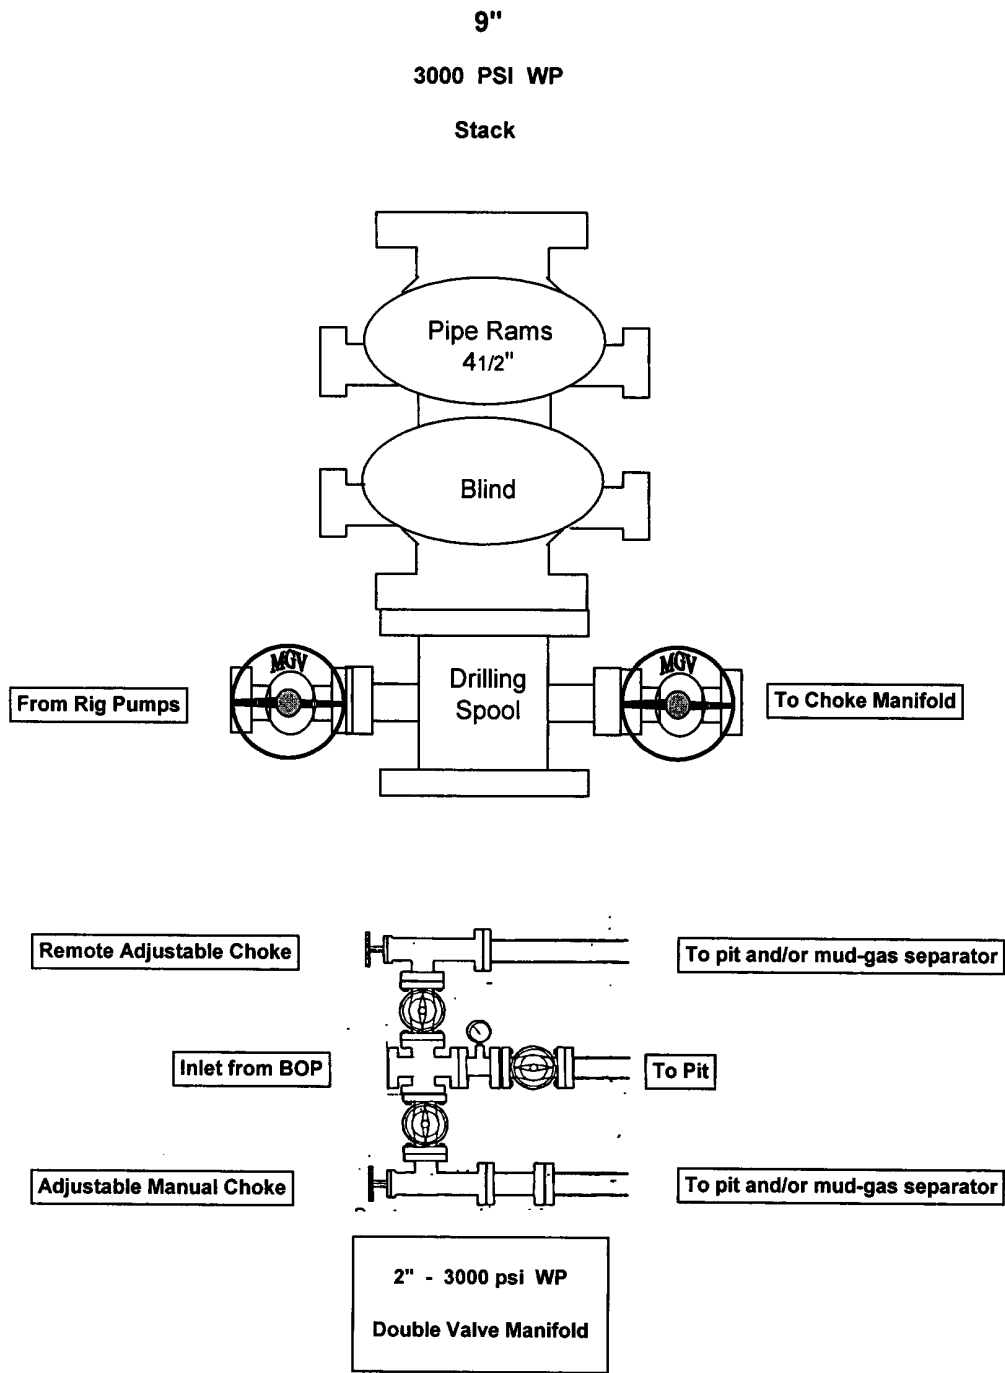 9"
3000 PSI WP
Stack
Pipe Rams
4 1/2"
Blind
MGV
MGV
Drilling
Spool
From Rig Pumps
To Choke Manifold
Remote Adjustable Choke
To pit and/or mud-gas separator
Inlet from BOP
To Pit
Adjustable Manual Choke
To pit and/or mud-gas separator
2" - 3000 psi WP
Double Valve Manifold